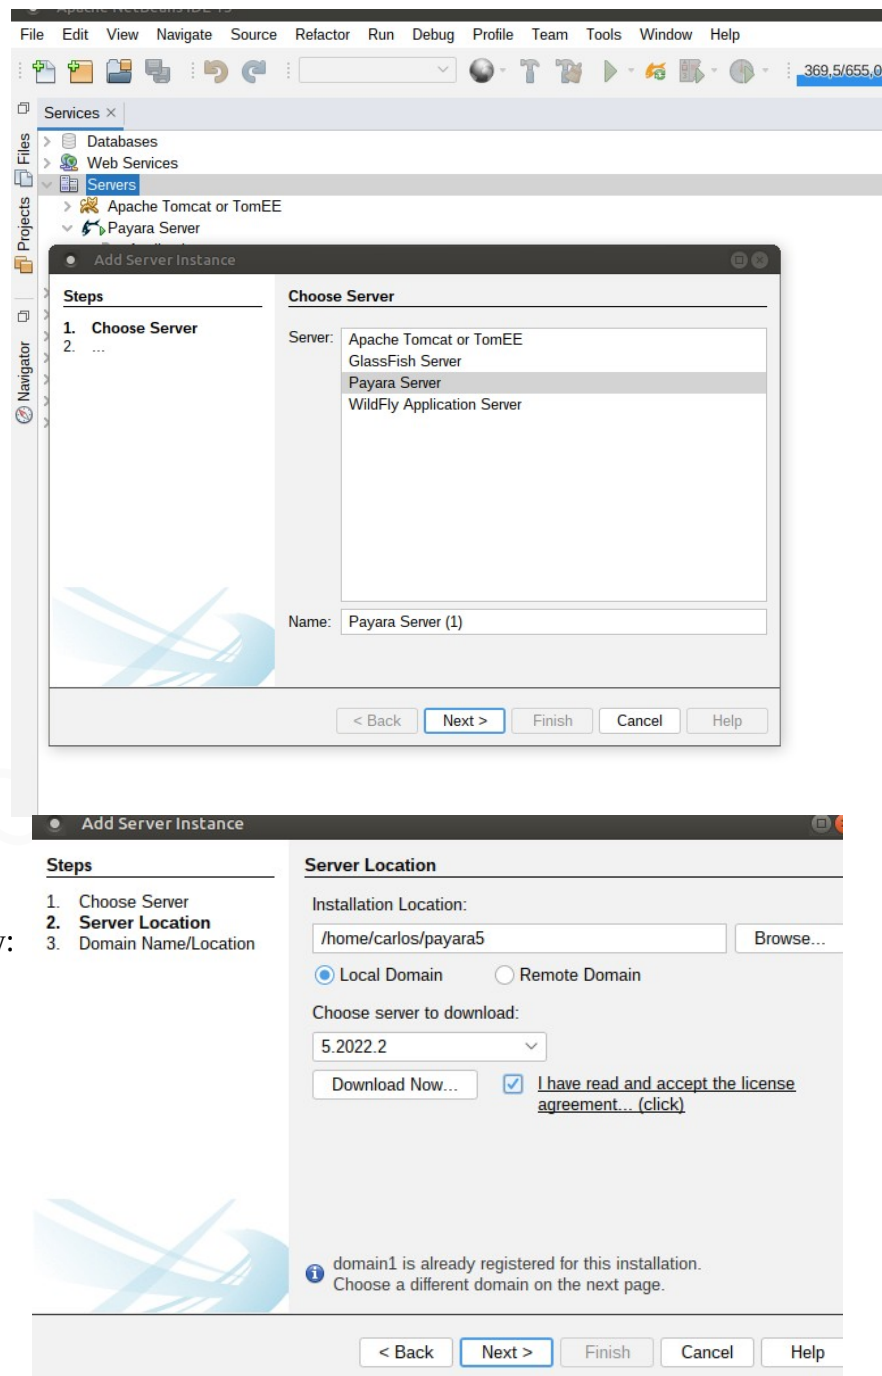 Apache NetBeans IDE 15
File Edit View Navigate Source Refactor Run Debug Profile Team Tools Window Help
369,5/655,0
Services
Files
Projects
Navigator
Databases
Web Services
Servers
Apache Tomcat or TomEE
Payara Server
Add Server Instance
Steps
1. Choose Server
2. ...
Choose Server
Server:
Apache Tomcat or TomEE
GlassFish Server
Payara Server
WildFly Application Server
Name: Payara Server (1)
< Back Next > Finish Cancel Help
Add Server Instance
Steps
1. Choose Server
2. Server Location
3. Domain Name/Location
Server Location
Installation Location:
/home/carlos/payara5 Browse...
Local Domain Remote Domain
Choose server to download:
5.2022.2
Download Now... I have read and accept the license
agreement... (click)
domain1 is already registered for this installation.
Choose a different domain on the next page.
< Back Next > Finish Cancel Help